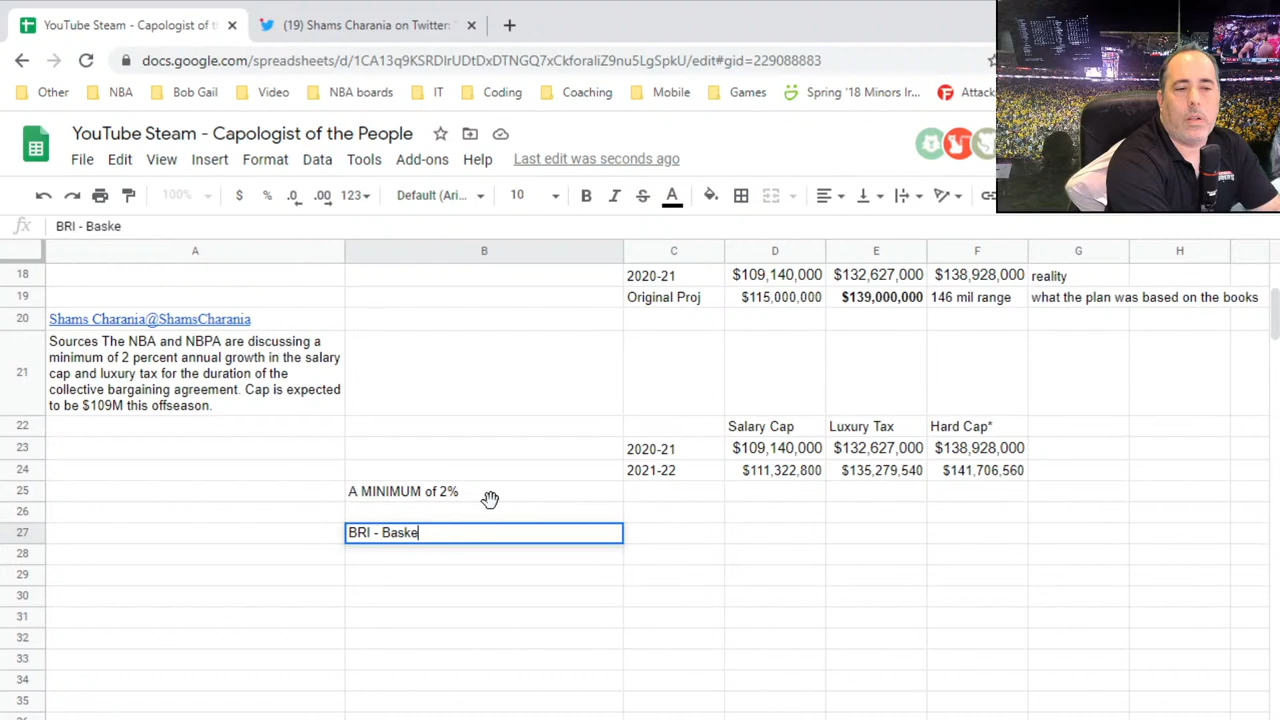 YouTube Steam - Capologist of t
(19) Shams Charania on Twitter:
docs.google.com/spreadsheets/d/1CA13q9KSRDIrUDtDxDTNGQ7xCkforaIiZ9nu5LgSpkU/edit#gid=229088883
Other NBA Bob Gail Video NBA boards IT Coding Coaching Mobile Games Spring '18 Minors Ir... Attack
YouTube Steam - Capologist of the People
File Edit View Insert Format Data Tools Add-ons Help Last edit was seconds ago
100% $ % .0 .00 123 Default (Ari... 10 B I S A
fx BRI - Baske
A B C D E F G H
18 2020-21 $109,140,000 $132,627,000 $138,928,000 reality
19 Original Proj $115,000,000 $139,000,000 146 mil range what the plan was based on the books
20 Shams Charania@ShamsCharania
Sources The NBA and NBPA are discussing a
minimum of 2 percent annual growth in the salary
21 cap and luxury tax for the duration of the
collective bargaining agreement. Cap is expected
to be $109M this offseason.
22 Salary Cap Luxury Tax Hard Cap*
23 2020-21 $109,140,000 $132,627,000 $138,928,000
24 2021-22 $111,322,800 $135,279,540 $141,706,560
25 A MINIMUM of 2%
26
27 BRI - Baske
28
29
30
31
32
33
34
35